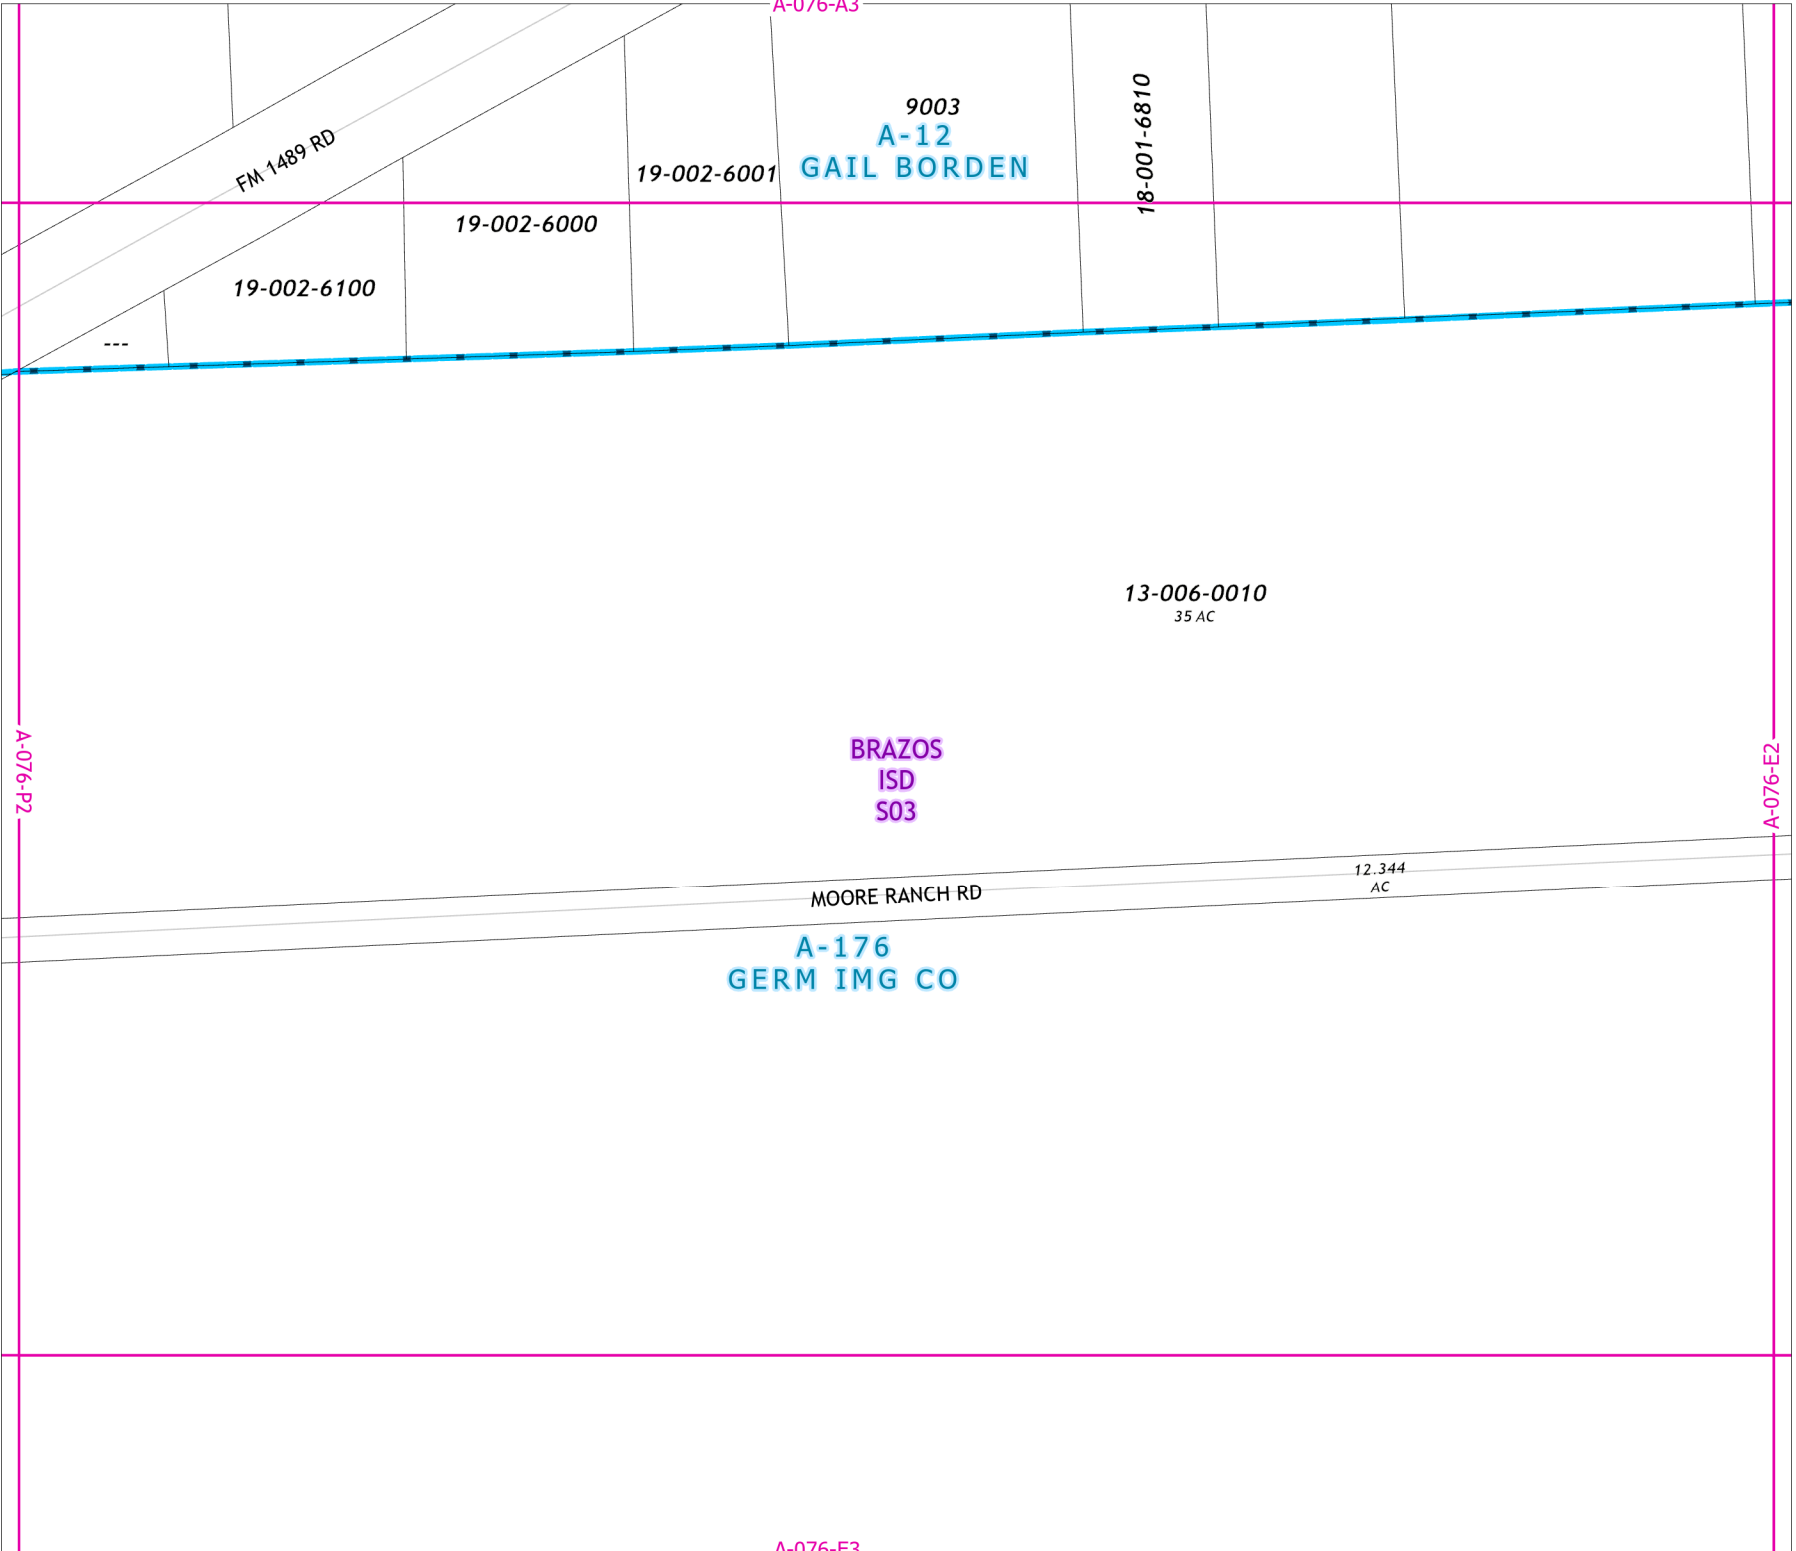 A-076-A3
FM 1489 RD
9003
A-12
GAIL BORDEN
18-001-6810
19-002-6001
19-002-6000
19-002-6100
---
13-006-0010
35 AC
A-076-P2
BRAZOS
ISD
S03
A-076-E2
12.344
AC
MOORE RANCH RD
A-176
GERM IMG CO